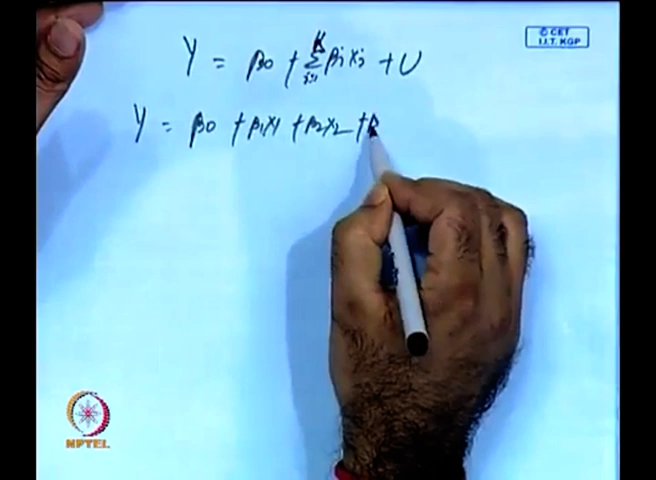 © CET
I.I.T. KGP
Y = β0 + Σ_{i=1}^{K} βi xi + U
Y = β0 + β1x1 + β2x2 + β
NPTEL